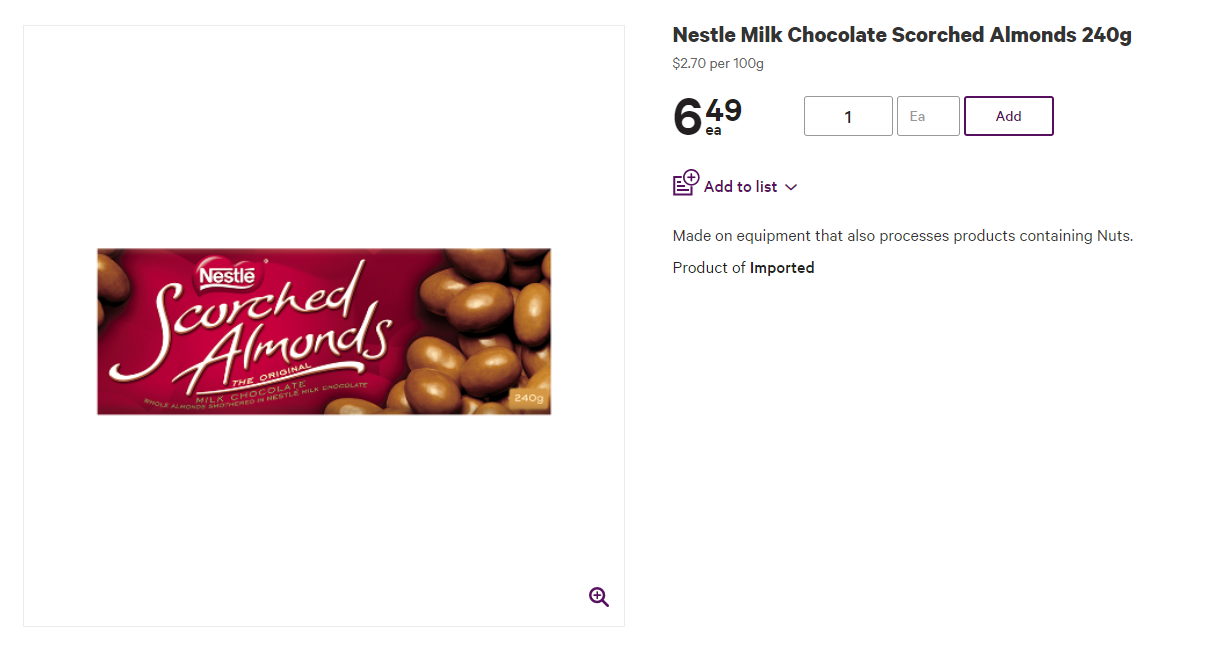 Nestle Milk Chocolate Scorched Almonds 240g
$2.70 per 100g
6 49
ea
1
Ea
Add
Add to list
Made on equipment that also processes products containing Nuts.
Product of Imported
Nestlé
Scorched
Almonds
THE ORIGINAL
MILK CHOCOLATE
WHOLE ALMONDS SMOTHERED IN NESTLÉ MILK CHOCOLATE
240g